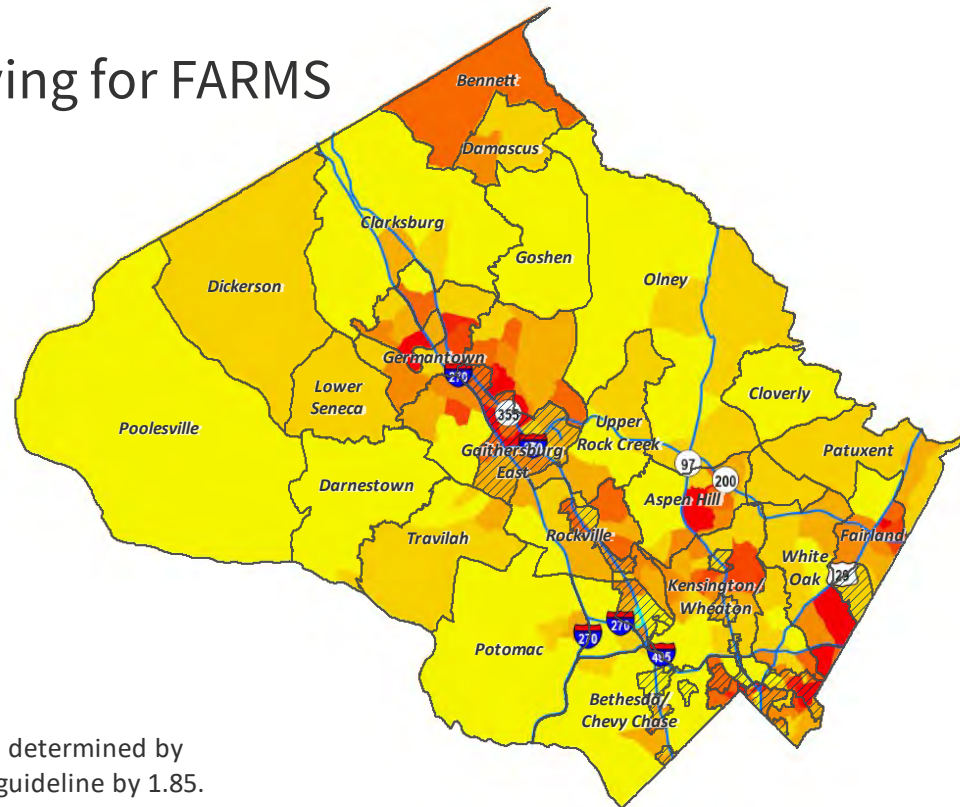 ying for FARMS
Bennett
Damascus
Clarksburg
Goshen
Olney
Dickerson
Germantown
270
Lower
Seneca
Cloverly
355
Poolesville
Upper
Rock Creek
270
Gaithersburg
East
Patuxent
97
200
Darnestown
Aspen Hill
Travilah
Rockville
Fairland
White
Oak
29
Kensington/
Wheaton
270
270
Potomac
495
Bethesda/
Chevy Chase
determined by
guideline by 1.85.